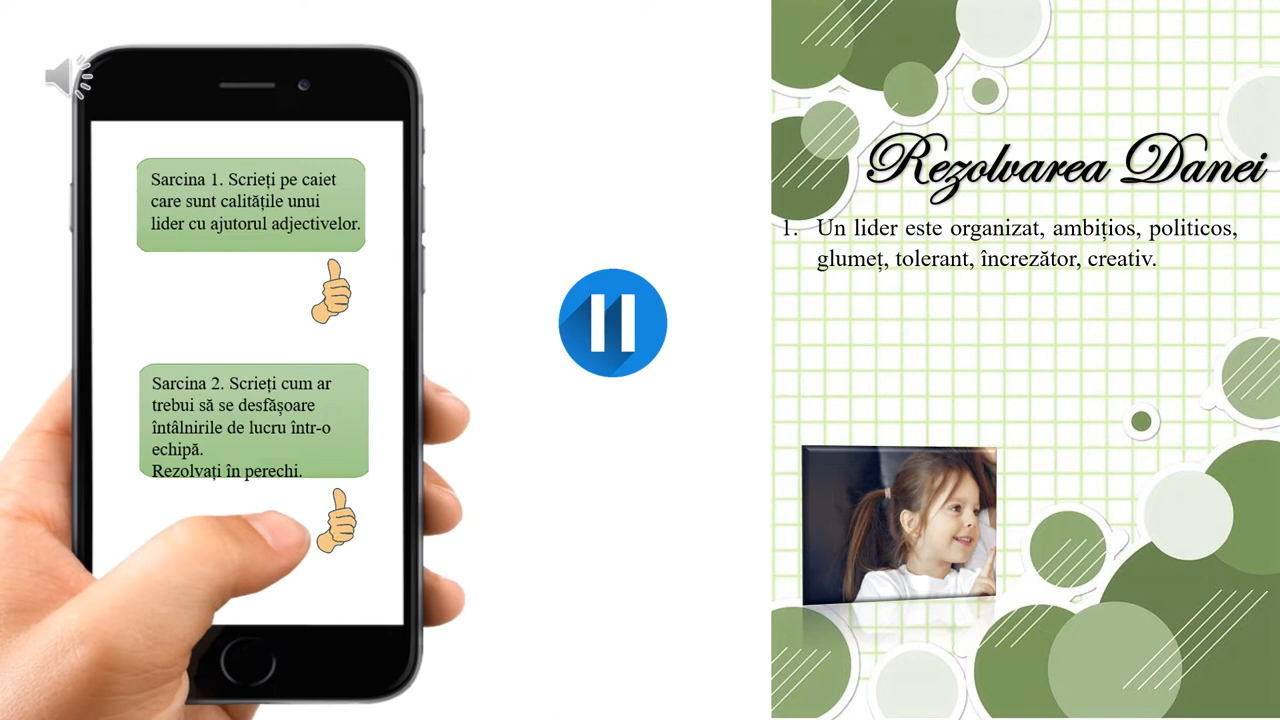 Sarcina 1. Scrieți pe caiet
care sunt calitățile unui
lider cu ajutorul adjectivelor.
Sarcina 2. Scrieți cum ar
trebui să se desfășoare
întâlnirile de lucru într-o
echipă.
Rezolvați în perechi.
Rezolvarea Danei
1. Un lider este organizat, ambițios, politicos,
glumeț, tolerant, încrezător, creativ.